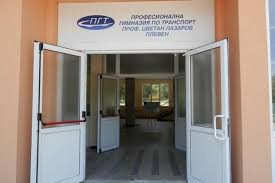 ПГТ
ПРОФЕСИОНАЛНА
ГИМНАЗИЯ ПО ТРАНСПОРТ
ПРОФ. ЦВЕТАН ЛАЗАРОВ
ПЛЕВЕН